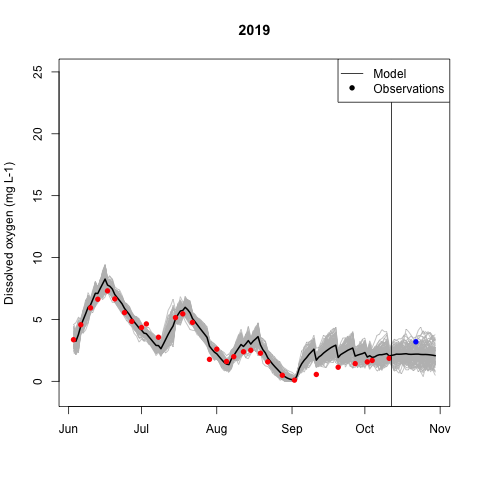 2019
Model
Observations
Dissolved oxygen (mg L-1)
25
20
15
10
5
0
Jun Jul Aug Sep Oct Nov